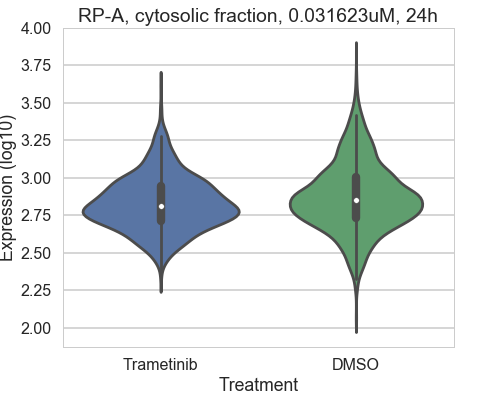 RP-A, cytosolic fraction, 0.031623uM, 24h
Expression (log10)
4.00
3.75
3.50
3.25
3.00
2.75
2.50
2.25
2.00
Trametinib DMSO
Treatment